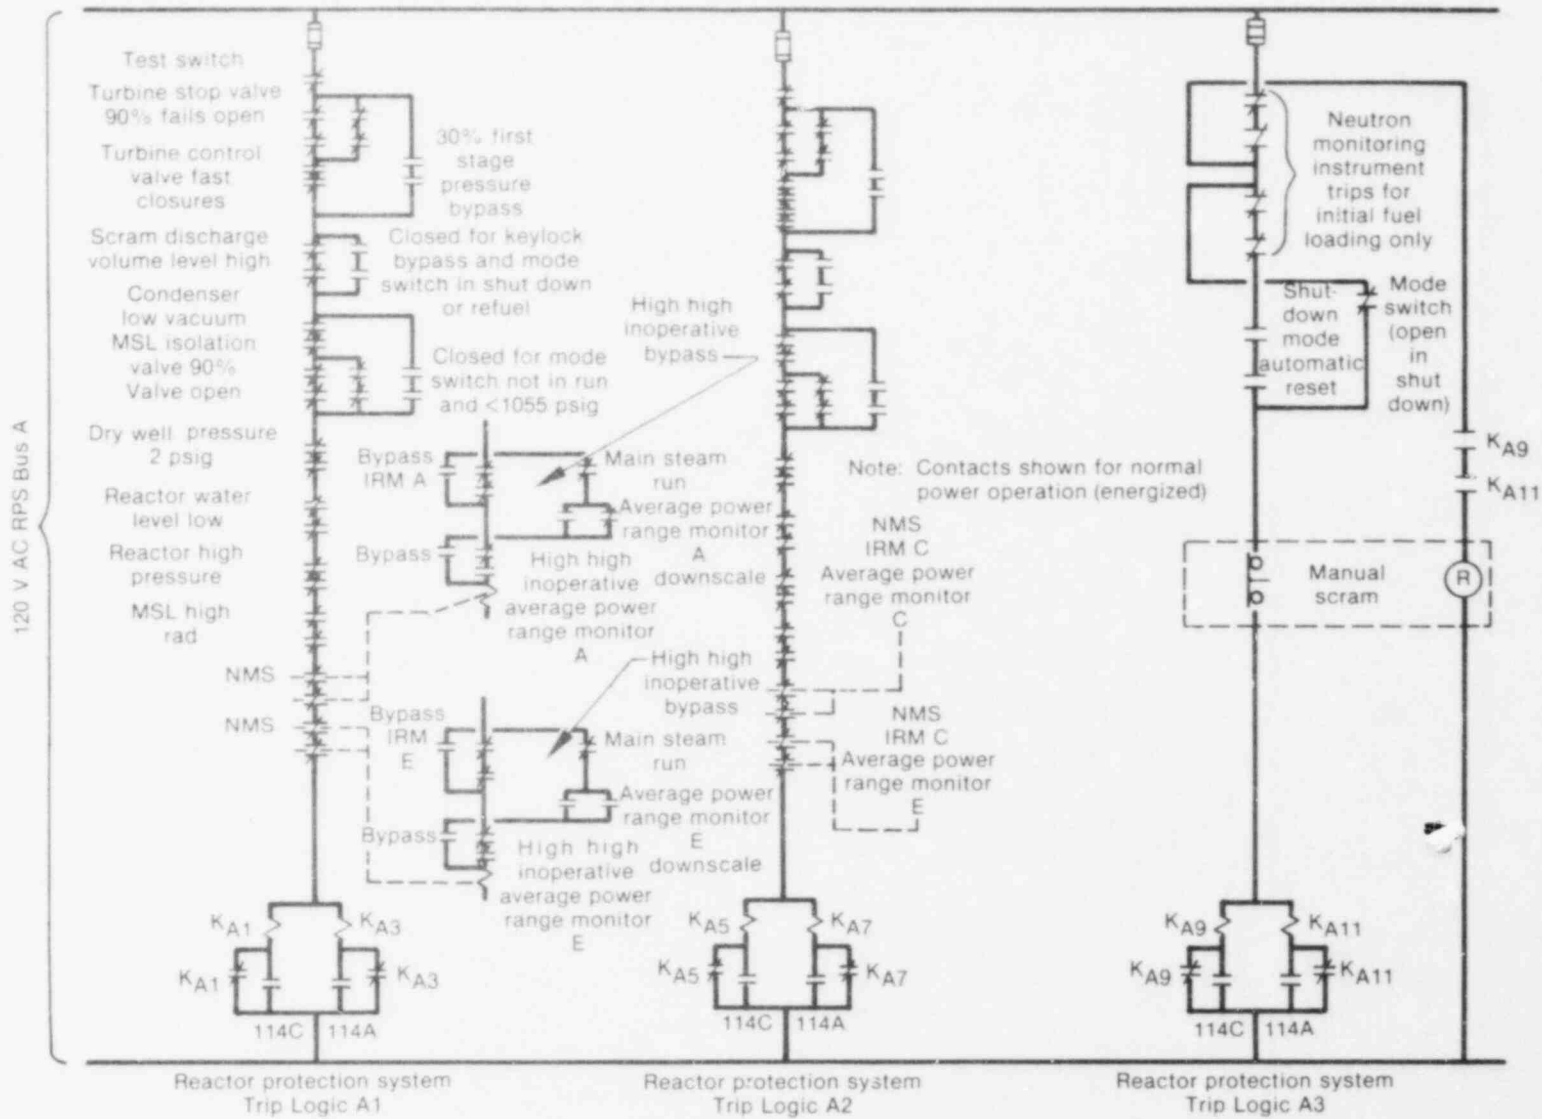 120 V AC RPS Bus A
Test switch
Turbine stop valve
90% fails open
Turbine control
valve fast
closures
Scram discharge
volume level high
Condenser
low vacuum
MSL isolation
valve 90%
Valve open
Dry well pressure
2 psig
Reactor water
level low
Reactor high
pressure
MSL high
rad
NMS
NMS
30% first
stage
pressure
bypass
Closed for keylock
bypass and mode
switch in shut down
or refuel
Closed for mode
switch not in run
and <1055 psig
High high
inoperative
bypass
Bypass
IRM A
Main steam
run
Average power
range monitor
A
downscale
Bypass
High high
inoperative
average power
range monitor
A
High high
inoperative
bypass
Bypass
IRM
E
Main steam
run
Average power
range monitor
E
downscale
Bypass
High high
inoperative
average power
range monitor
E
Note: Contacts shown for normal
power operation (energized)
NMS
IRM C
Average power
range monitor
C
NMS
IRM C
Average power
range monitor
E
Neutron
monitoring
instrument
trips for
initial fuel
loading only
Shut-
down
mode
automatic
reset
Mode
switch
(open
in
shut
down)
KA9
KA11
Manual
scram
R
KA1
KA3
KA1
KA3
114C
114A
KA5
KA7
KA5
KA7
114C
114A
KA9
KA11
KA9
KA11
114C
114A
Reactor protection system
Trip Logic A1
Reactor protection system
Trip Logic A2
Reactor protection system
Trip Logic A3